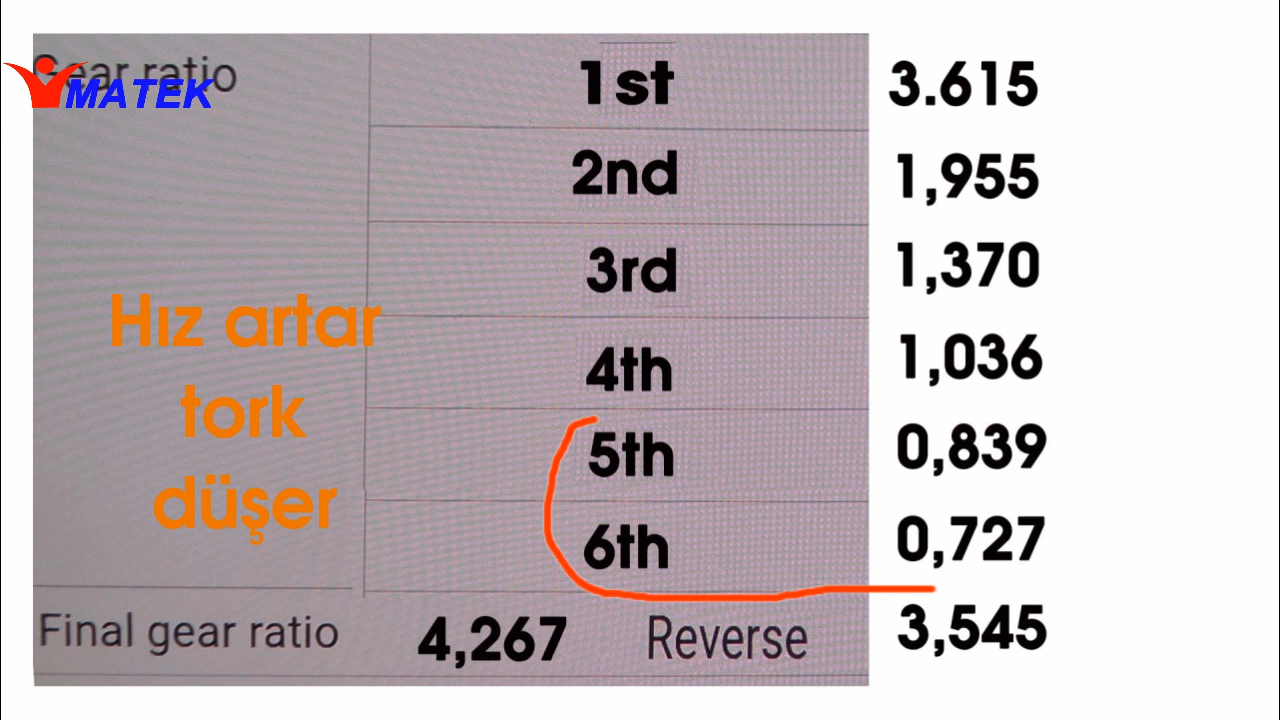 Gear ratio
MATEK
1st 3.615
2nd 1,955
3rd 1,370
4th 1,036
5th 0,839
6th 0,727
Hız artar
tork
düşer
Final gear ratio 4,267 Reverse 3,545